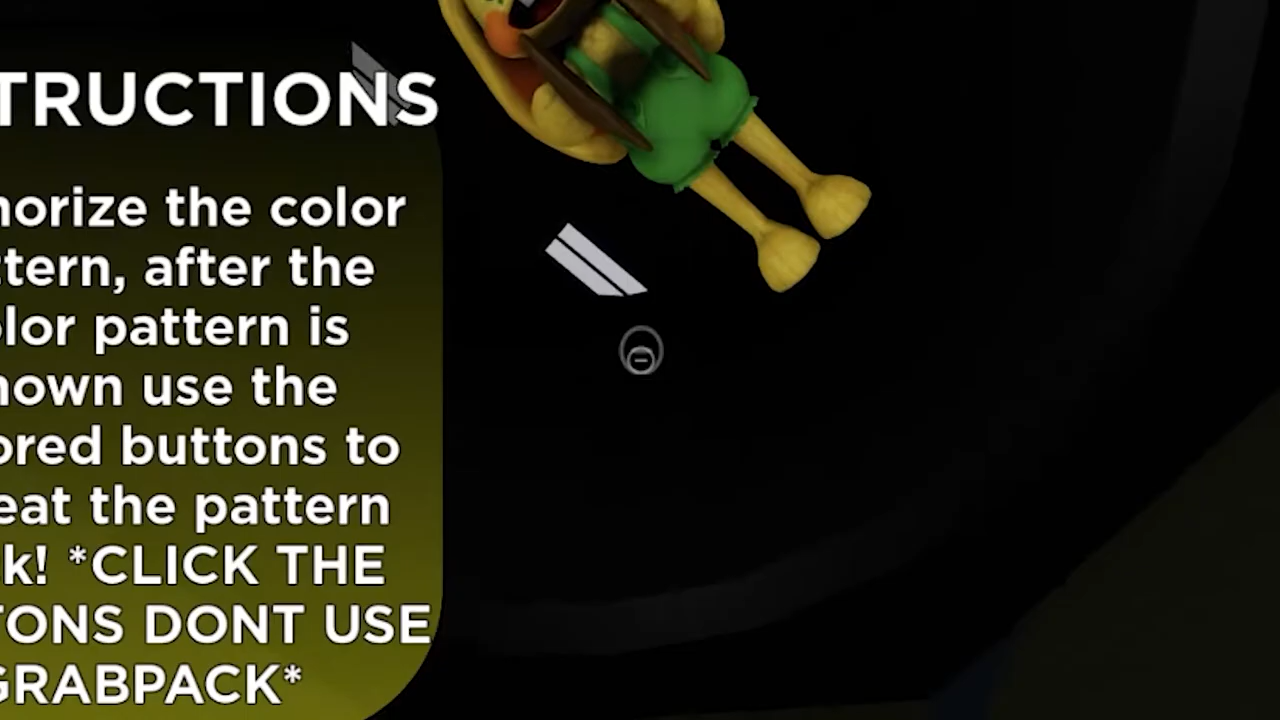 TRUCTIONS
norize the color
tern, after the
lor pattern is
nown use the
ored buttons to
eat the pattern
k! *CLICK THE
TONS DONT USE
GRABPACK*